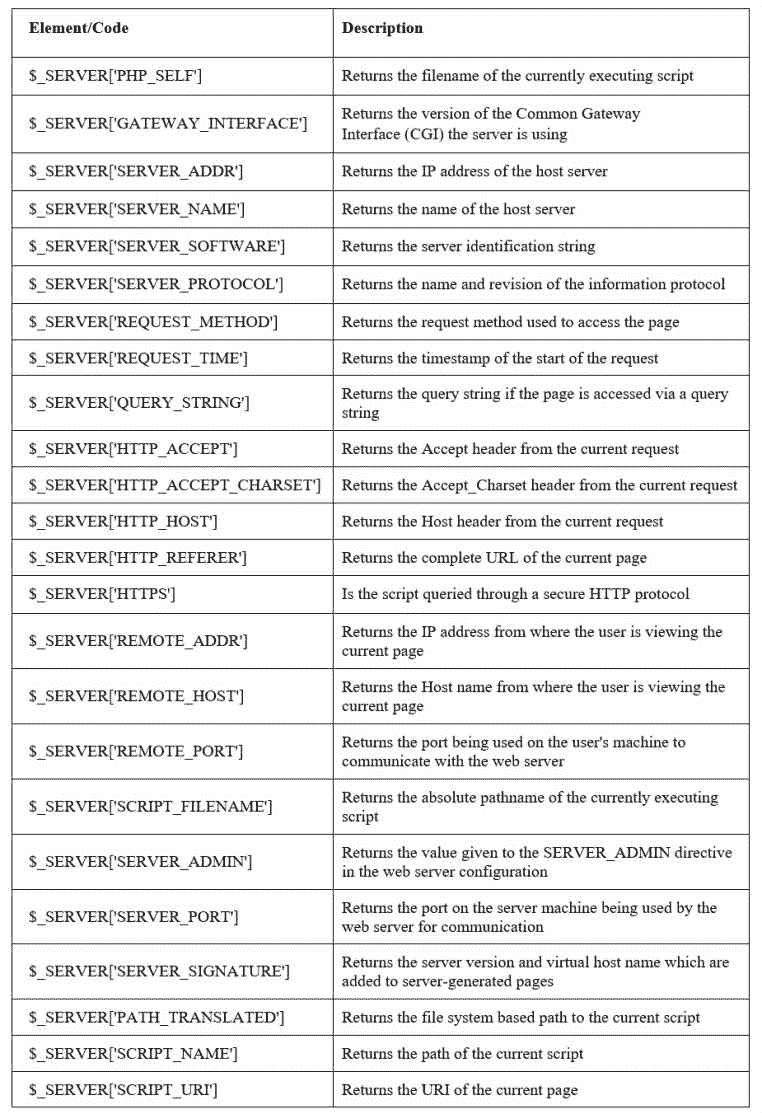 Element/Code
Description
$_SERVER['PHP_SELF']
Returns the filename of the currently executing script
$_SERVER['GATEWAY_INTERFACE']
Returns the version of the Common Gateway
Interface (CGI) the server is using
$_SERVER['SERVER_ADDR']
Returns the IP address of the host server
$_SERVER['SERVER_NAME']
Returns the name of the host server
$_SERVER['SERVER_SOFTWARE']
Returns the server identification string
$_SERVER['SERVER_PROTOCOL']
Returns the name and revision of the information protocol
$_SERVER['REQUEST_METHOD']
Returns the request method used to access the page
$_SERVER['REQUEST_TIME']
Returns the timestamp of the start of the request
$_SERVER['QUERY_STRING']
Returns the query string if the page is accessed via a query
string
$_SERVER['HTTP_ACCEPT']
Returns the Accept header from the current request
$_SERVER['HTTP_ACCEPT_CHARSET']
Returns the Accept_Charset header from the current request
$_SERVER['HTTP_HOST']
Returns the Host header from the current request
$_SERVER['HTTP_REFERER']
Returns the complete URL of the current page
$_SERVER['HTTPS']
Is the script queried through a secure HTTP protocol
$_SERVER['REMOTE_ADDR']
Returns the IP address from where the user is viewing the
current page
$_SERVER['REMOTE_HOST']
Returns the Host name from where the user is viewing the
current page
$_SERVER['REMOTE_PORT']
Returns the port being used on the user's machine to
communicate with the web server
$_SERVER['SCRIPT_FILENAME']
Returns the absolute pathname of the currently executing
script
$_SERVER['SERVER_ADMIN']
Returns the value given to the SERVER_ADMIN directive
in the web server configuration
$_SERVER['SERVER_PORT']
Returns the port on the server machine being used by the
web server for communication
$_SERVER['SERVER_SIGNATURE']
Returns the server version and virtual host name which are
added to server-generated pages
$_SERVER['PATH_TRANSLATED']
Returns the file system based path to the current script
$_SERVER['SCRIPT_NAME']
Returns the path of the current script
$_SERVER['SCRIPT_URI']
Returns the URI of the current page